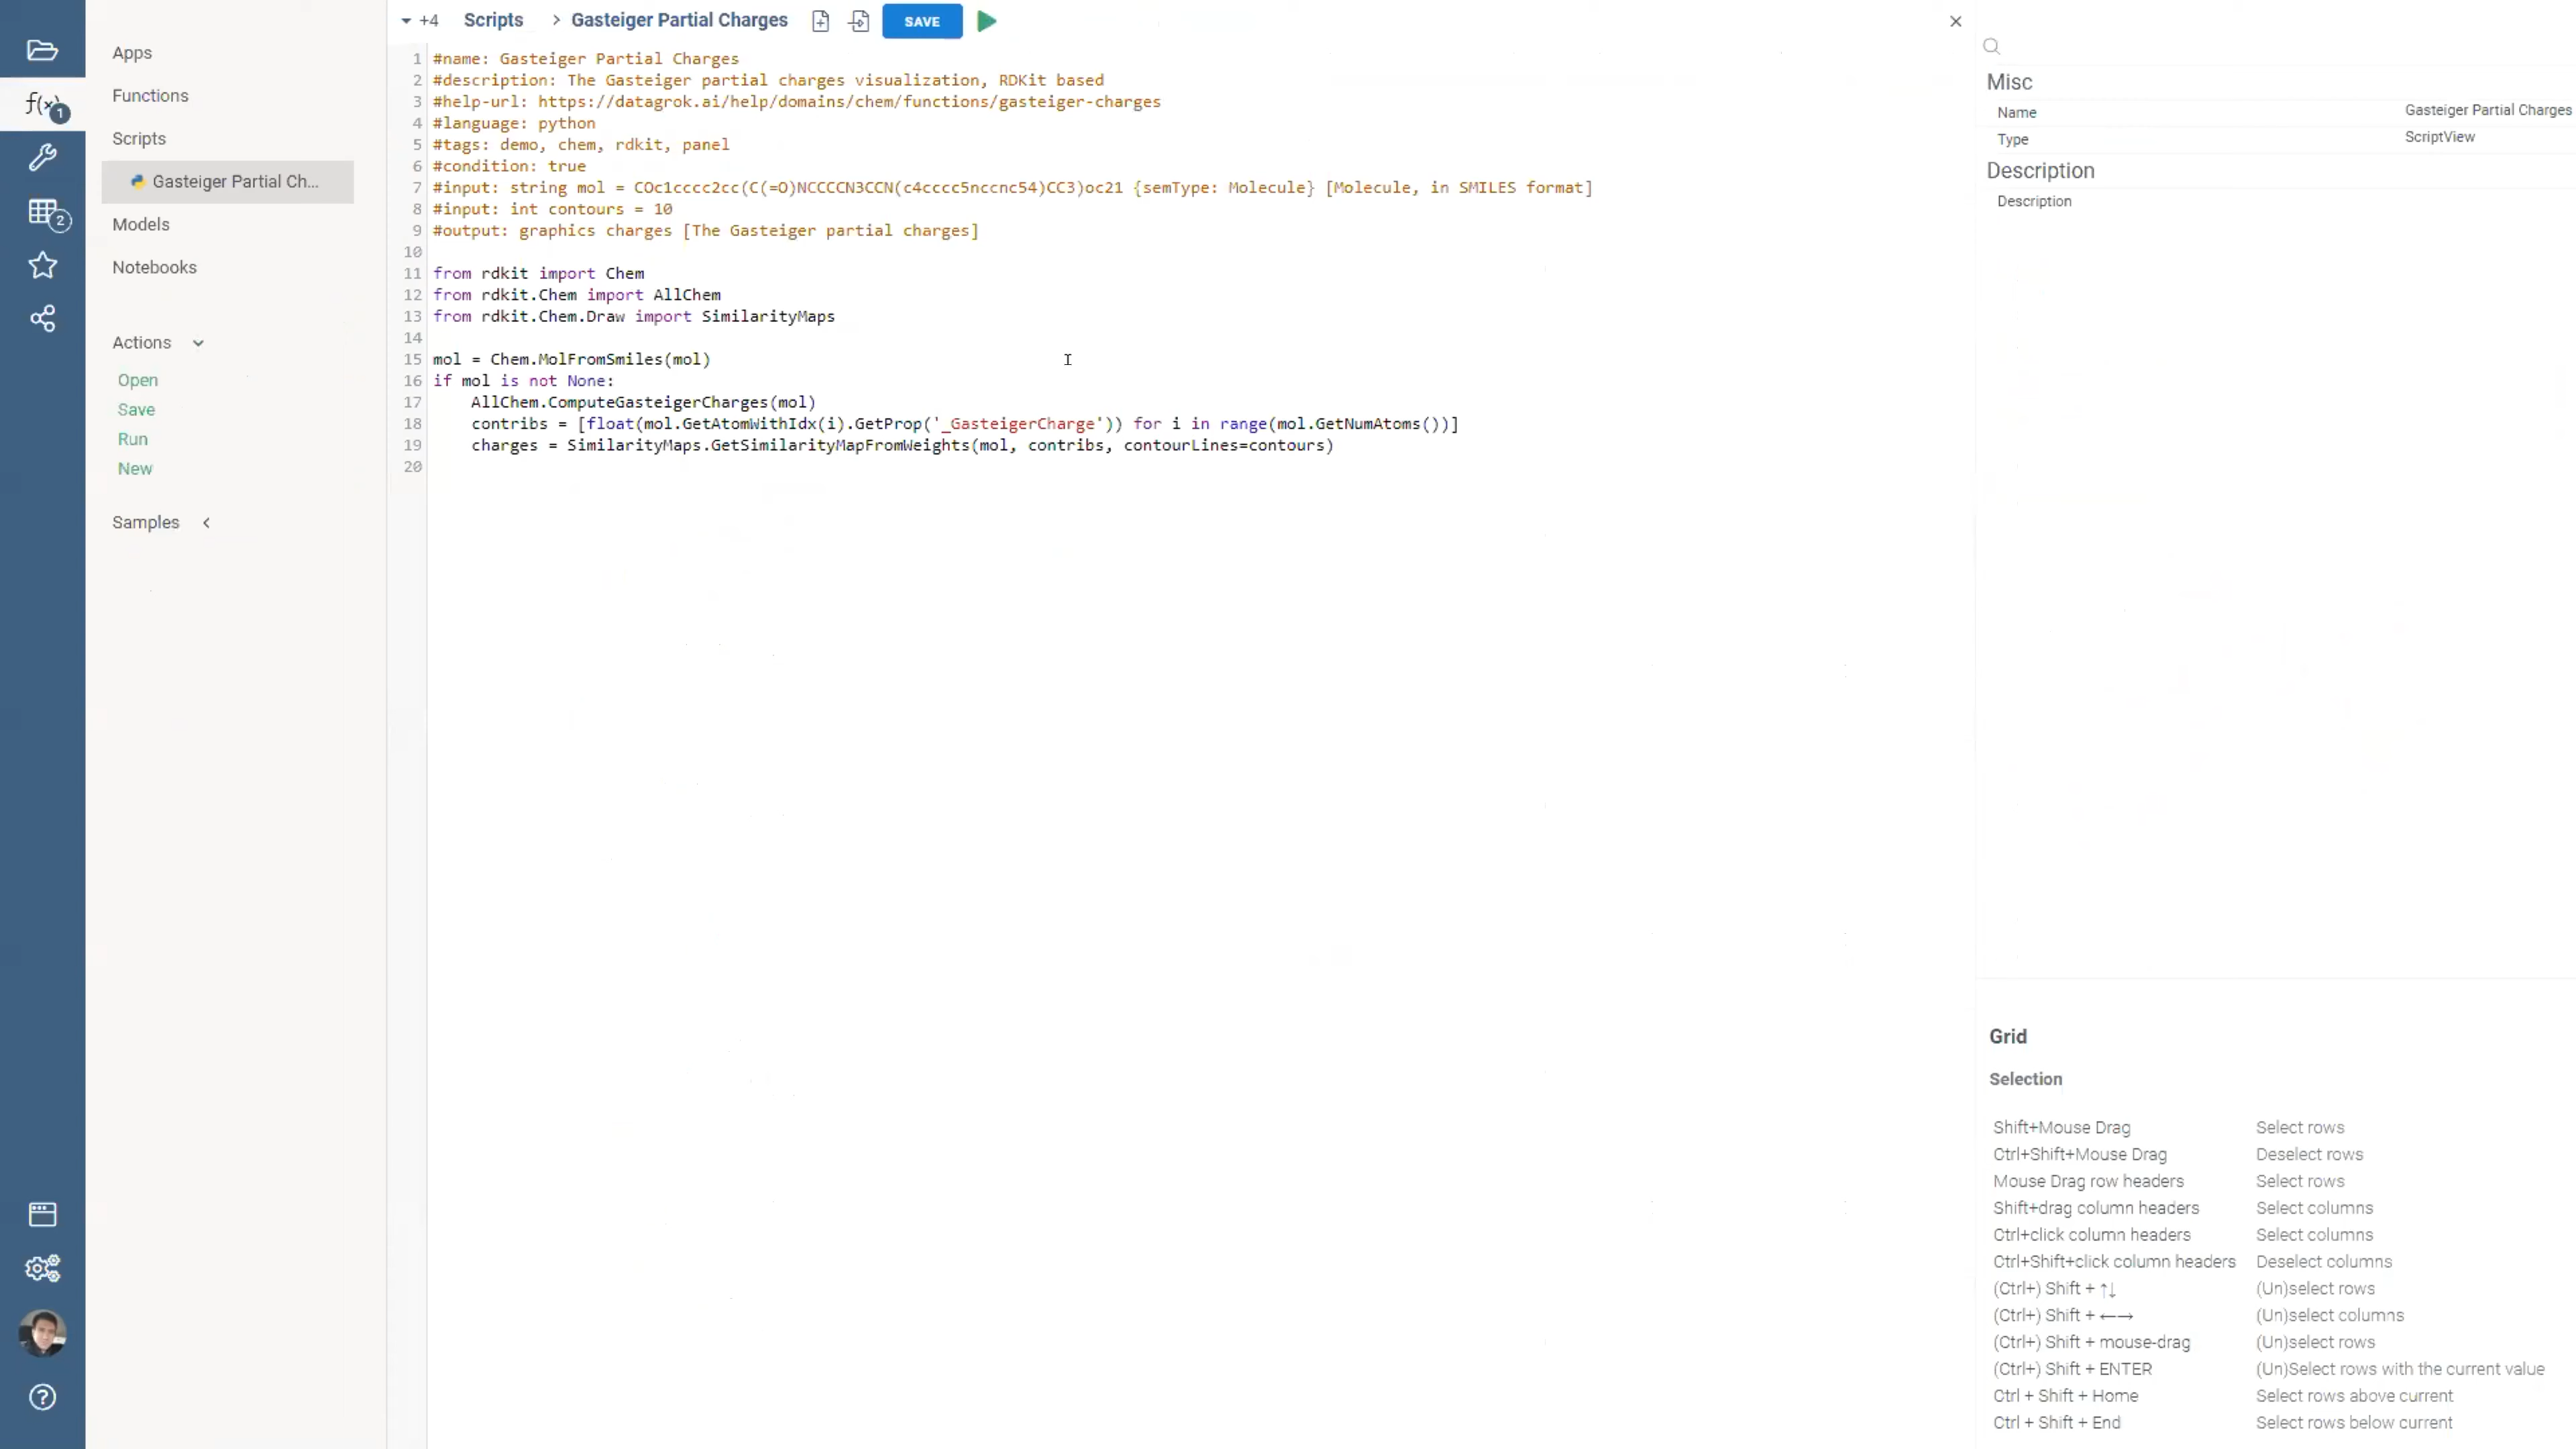 +4 Scripts > Gasteiger Partial Charges SAVE
f(x) 1
2
Apps
Functions
Scripts
Gasteiger Partial Ch...
Models
Notebooks
Actions
Open
Save
Run
New
Samples
1 #name: Gasteiger Partial Charges
2 #description: The Gasteiger partial charges visualization, RDKit based
3 #help-url: https://datagrok.ai/help/domains/chem/functions/gasteiger-charges
4 #language: python
5 #tags: demo, chem, rdkit, panel
6 #condition: true
7 #input: string mol = COc1cccc2cc(C(=O)NCCCCN3CCN(c4cccc5nccnc54)CC3)oc21 {semType: Molecule} [Molecule, in SMILES format]
8 #input: int contours = 10
9 #output: graphics charges [The Gasteiger partial charges]
10
11 from rdkit import Chem
12 from rdkit.Chem import AllChem
13 from rdkit.Chem.Draw import SimilarityMaps
14
15 mol = Chem.MolFromSmiles(mol)
16 if mol is not None:
17     AllChem.ComputeGasteigerCharges(mol)
18     contribs = [float(mol.GetAtomWithIdx(i).GetProp('_GasteigerCharge')) for i in range(mol.GetNumAtoms())]
19     charges = SimilarityMaps.GetSimilarityMapFromWeights(mol, contribs, contourLines=contours)
20
Misc
Name Gasteiger Partial Charges
Type ScriptView
Description
Description
Grid
Selection
Shift+Mouse Drag Select rows
Ctrl+Shift+Mouse Drag Deselect rows
Mouse Drag row headers Select rows
Shift+drag column headers Select columns
Ctrl+click column headers Select columns
Ctrl+Shift+click column headers Deselect columns
(Ctrl+) Shift + ↑↓ (Un)select rows
(Ctrl+) Shift + ←→ (Un)select columns
(Ctrl+) Shift + mouse-drag (Un)select rows
(Ctrl+) Shift + ENTER (Un)Select rows with the current value
Ctrl + Shift + Home Select rows above current
Ctrl + Shift + End Select rows below current